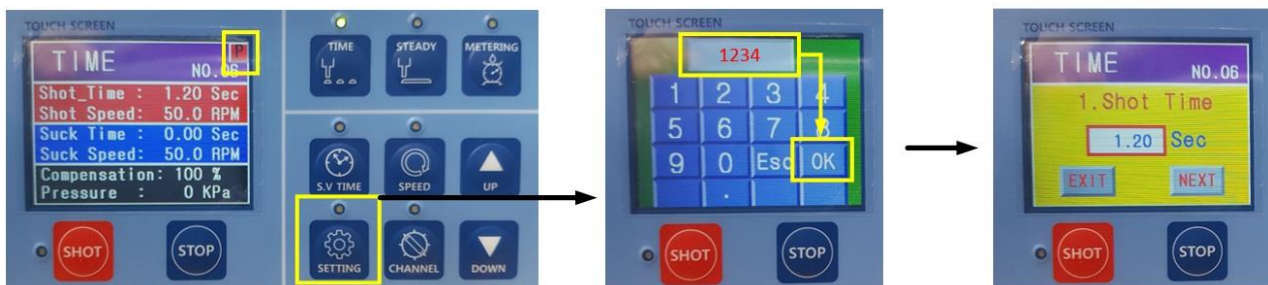 TOUCH SCREEN
TIME
P
NO.06
Shot_Time : 1.20 Sec
Shot Speed: 50.0 RPM
Suck Time : 0.00 Sec
Suck Speed: 50.0 RPM
Compensation: 100 %
Pressure : 0 KPa
SHOT
STOP
TIME
STEADY
METERING
S.V TIME
SPEED
UP
SETTING
CHANNEL
DOWN
TOUCH SCREEN
1234
1 2 3 4
5 6 7 8
9 0 Esc OK
.
SHOT
STOP
TOUCH SCREEN
TIME
NO.06
1.Shot Time
1.20 Sec
EXIT NEXT
SHOT
STOP